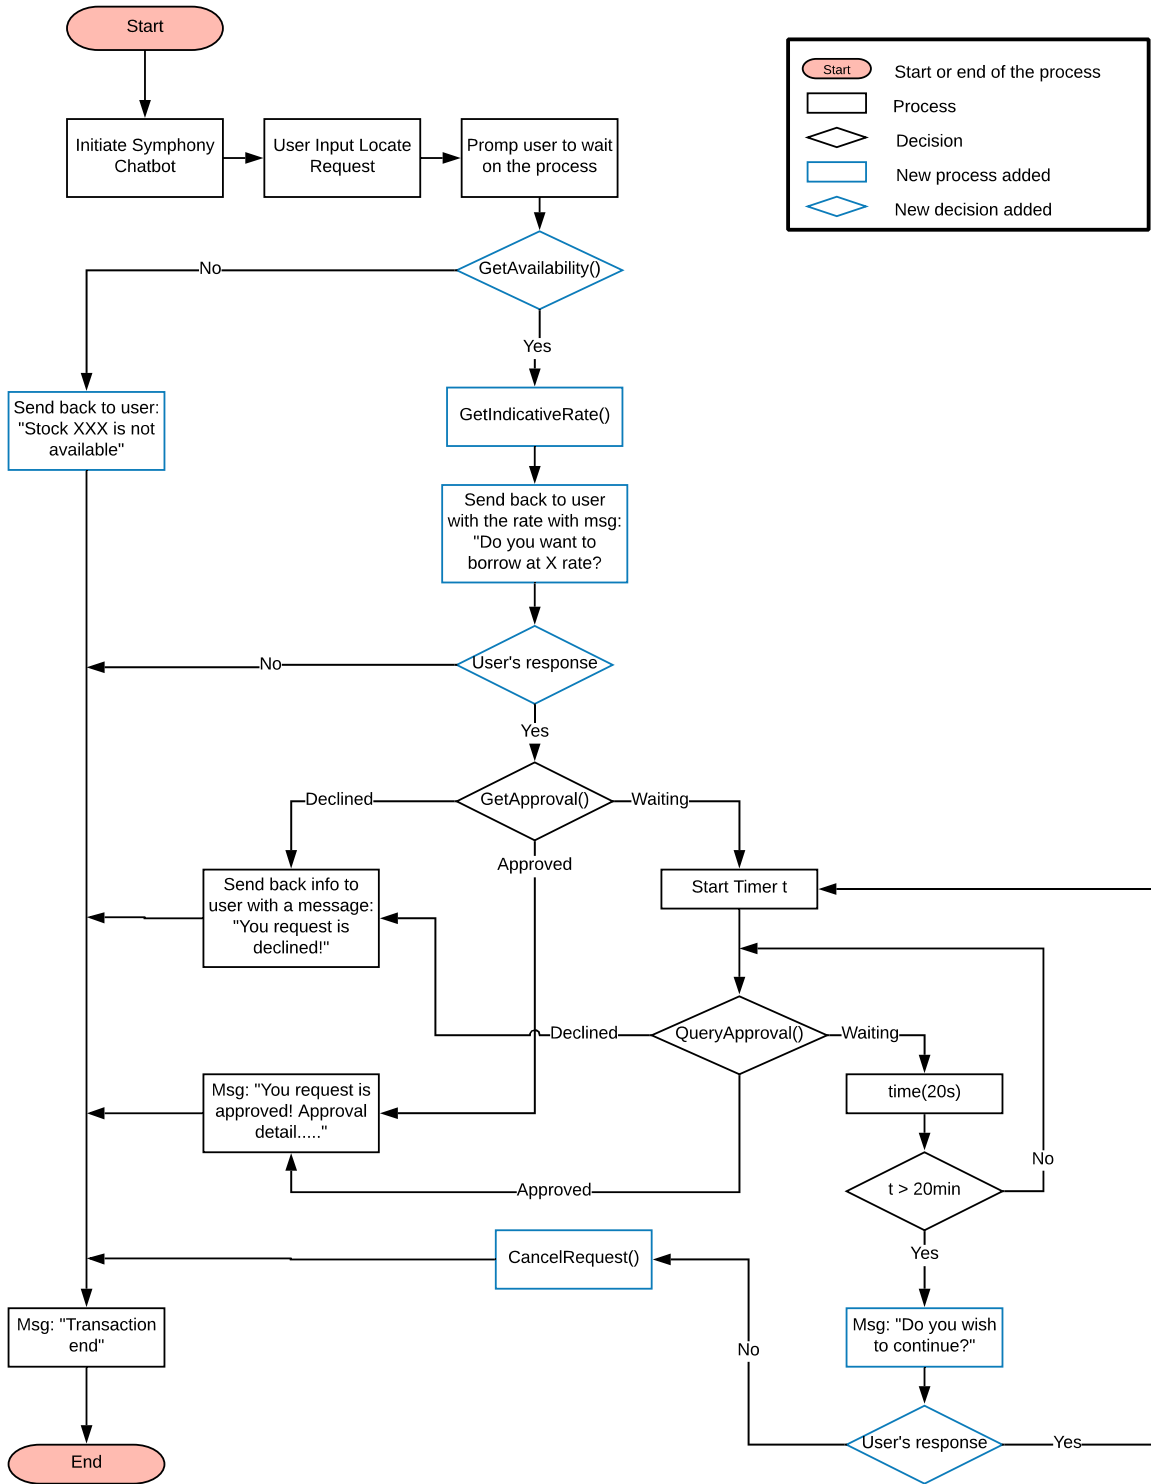 Start
Start
Start or end of the process
Process
Decision
New process added
New decision added
Initiate Symphony
Chatbot
User Input Locate
Request
Promp user to wait
on the process
GetAvailability()
No
Yes
Send back to user:
"Stock XXX is not
available"
GetIndicativeRate()
Send back to user
with the rate with msg:
"Do you want to
borrow at X rate?
User's response
No
Yes
GetApproval()
Declined
Waiting
Approved
Send back info to
user with a message:
"You request is
declined!"
Start Timer t
QueryApproval()
Declined
Waiting
time(20s)
Msg: "You request is
approved! Approval
detail....."
Approved
t > 20min
No
Yes
CancelRequest()
Msg: "Transaction
end"
Msg: "Do you wish
to continue?"
No
User's response
Yes
End